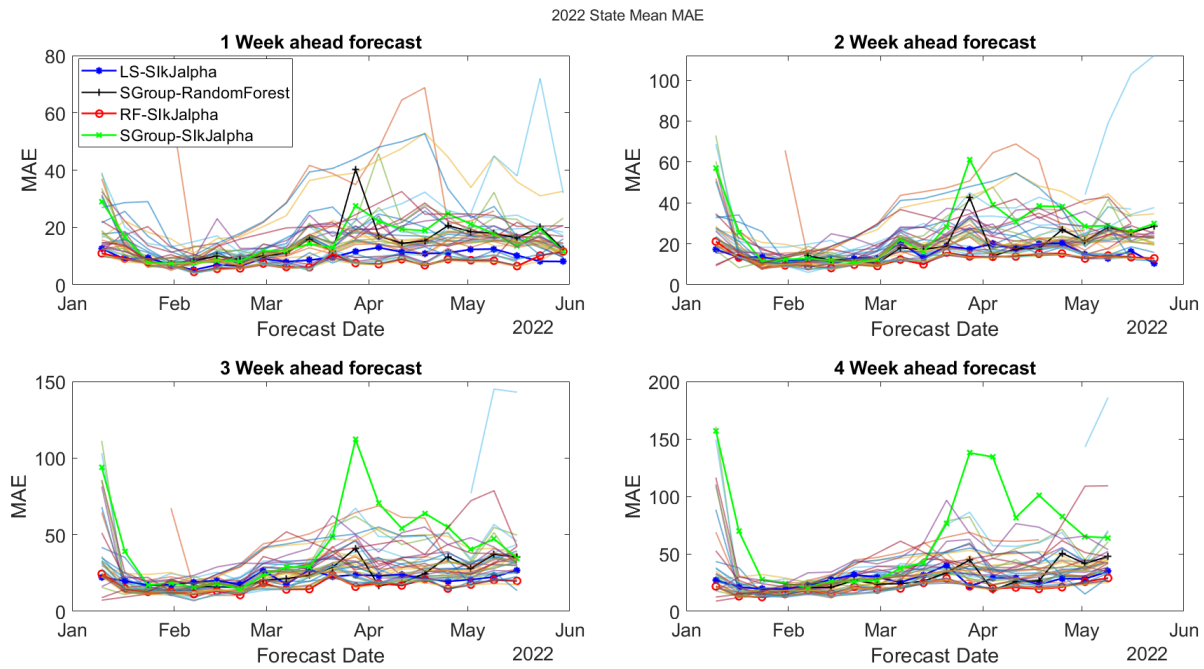 2022 State Mean MAE
1 Week ahead forecast
80
60
40
20
0
MAE
LS-SIkJalpha
SGroup-RandomForest
RF-SIkJalpha
SGroup-SIkJalpha
Jan Feb Mar Apr May Jun
Forecast Date 2022
2 Week ahead forecast
100
80
60
40
20
0
MAE
Jan Feb Mar Apr May Jun
Forecast Date 2022
3 Week ahead forecast
150
100
50
0
MAE
Jan Feb Mar Apr May Jun
Forecast Date 2022
4 Week ahead forecast
200
150
100
50
0
MAE
Jan Feb Mar Apr May Jun
Forecast Date 2022